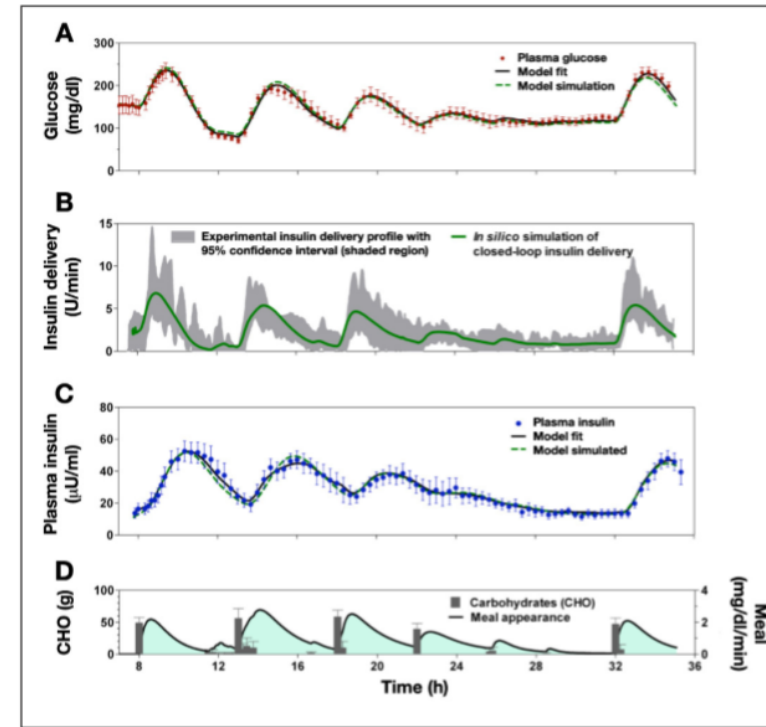 A
300
200
100
0
Glucose
(mg/dl)
Plasma glucose
Model fit
Model simulation
B
15
10
5
0
Insulin delivery
(U/min)
Experimental insulin delivery profile with
95% confidence interval (shaded region)
In silico simulation of
closed-loop insulin delivery
C
80
60
40
20
0
Plasma insulin
(μU/ml)
Plasma insulin
Model fit
Model simulated
D
100
50
0
CHO (g)
Carbohydrates (CHO)
Meal appearance
4
2
0
Meal
(mg/dl/min)
8 12 16 20 24 28 32 36
Time (h)